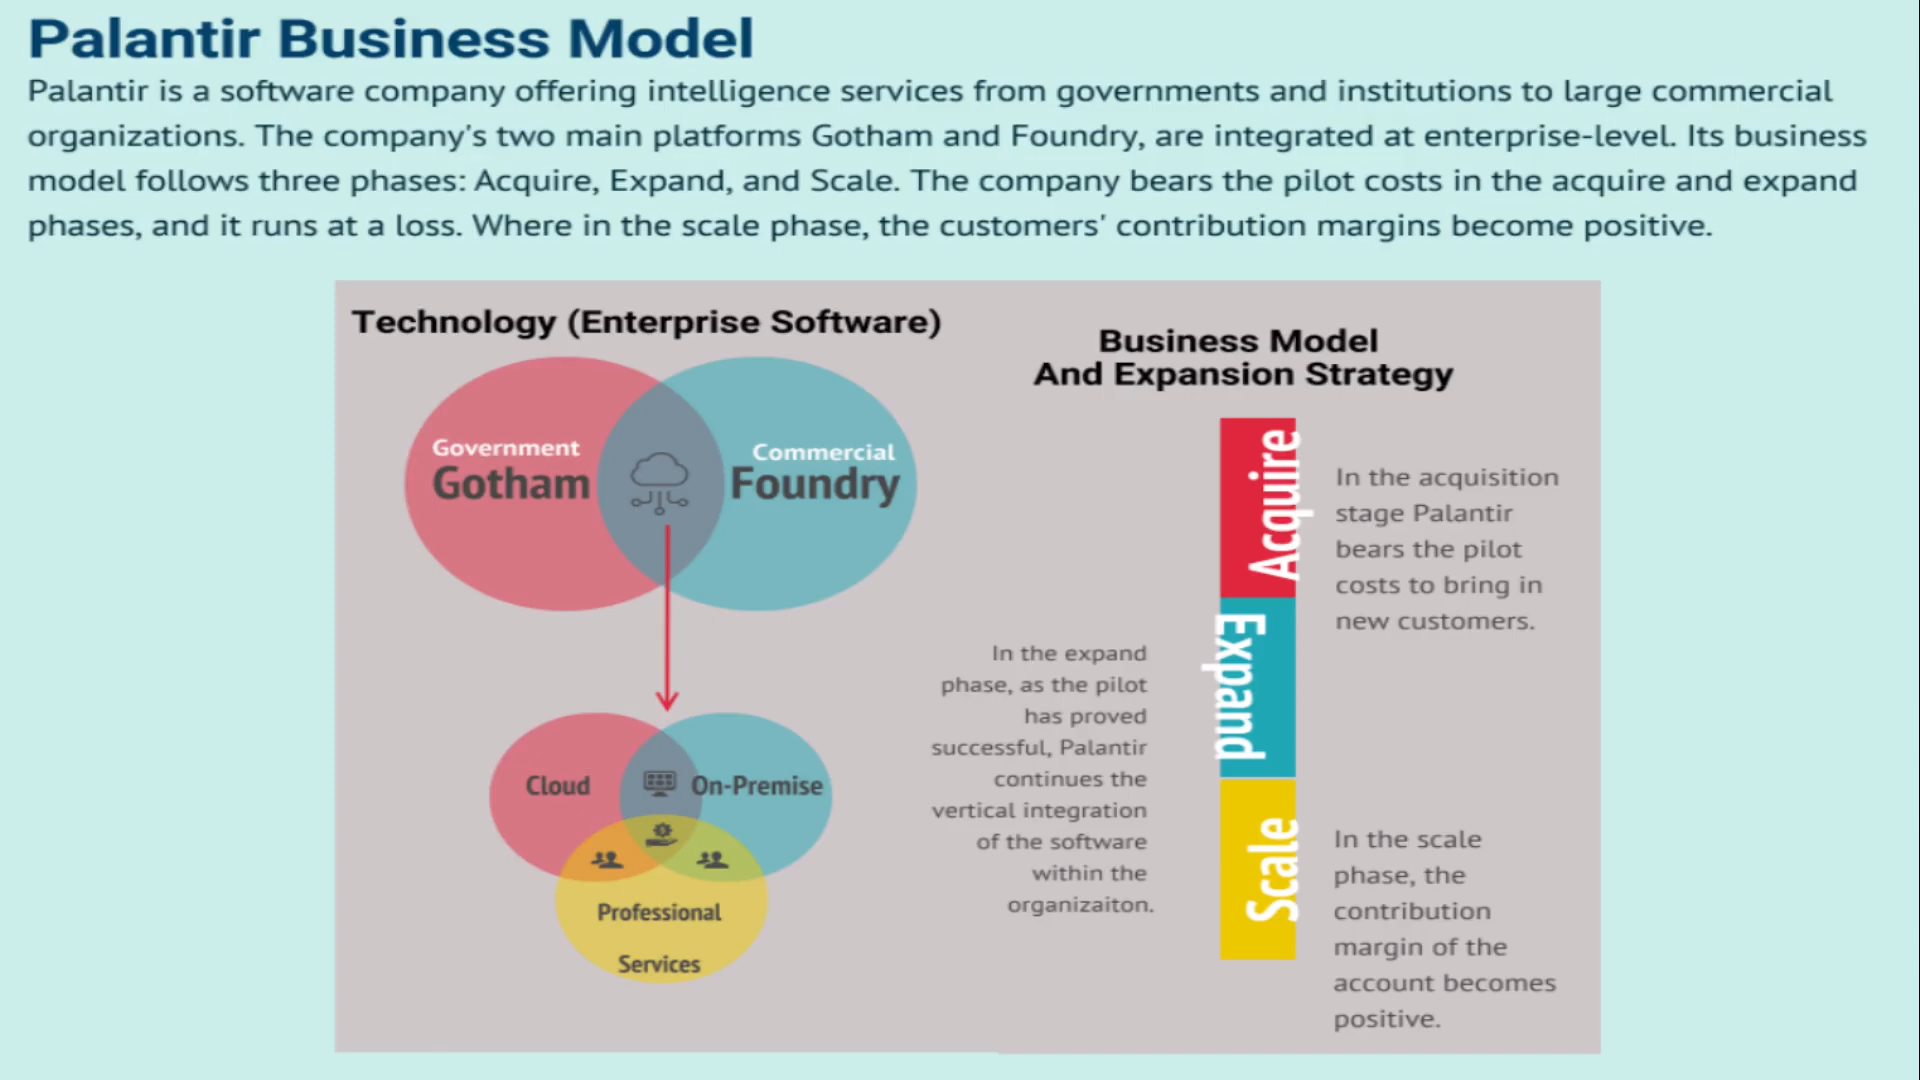 Palantir Business Model
Palantir is a software company offering intelligence services from governments and institutions to large commercial
organizations. The company's two main platforms Gotham and Foundry, are integrated at enterprise-level. Its business
model follows three phases: Acquire, Expand, and Scale. The company bears the pilot costs in the acquire and expand
phases, and it runs at a loss. Where in the scale phase, the customers' contribution margins become positive.
Technology (Enterprise Software)
Government
Gotham
Commercial
Foundry
Cloud
On-Premise
Professional
Services
Business Model
And Expansion Strategy
Acquire
In the acquisition
stage Palantir
bears the pilot
costs to bring in
new customers.
Expand
In the expand
phase, as the pilot
has proved
successful, Palantir
continues the
vertical integration
of the software
within the
organizaiton.
Scale
In the scale
phase, the
contribution
margin of the
account becomes
positive.